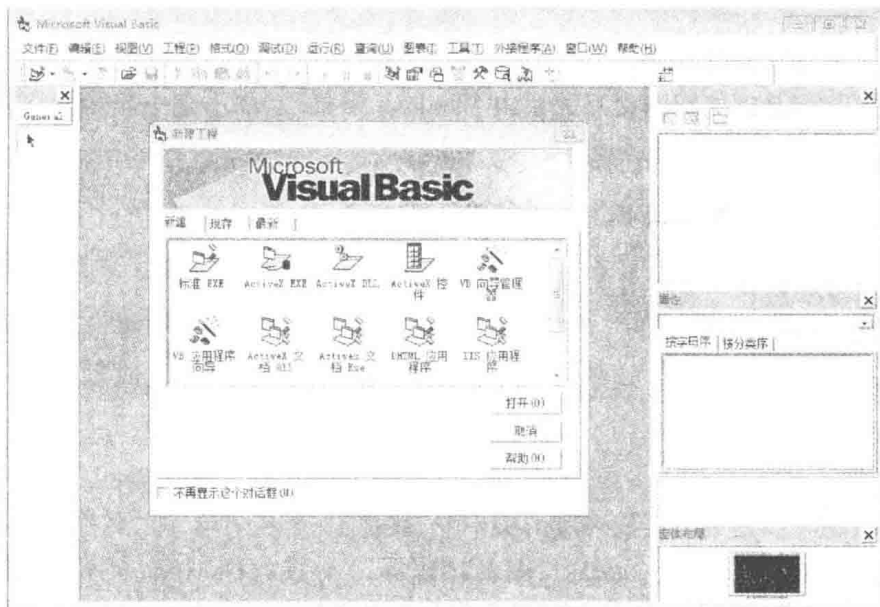 Microsoft Visual Basic
文件(F) 编辑(E) 视图(V) 工程(P) 格式(O) 调试(D) 运行(R) 查询(U) 图表(I) 工具(T) 外接程序(A) 窗口(W) 帮助(H)
General
新建工程
Microsoft
Visual Basic
新建 现存 最新
标准 EXE
ActiveX EXE
ActiveX DLL
ActiveX 控件
VB 向导管理器
VB 应用程序向导
ActiveX 文档 Dll
ActiveX 文档 Exe
DHTML 应用程序
IIS 应用程序
打开(O)
取消
帮助(H)
不再显示这个对话框(N)
属性
按字母序 按分类序
窗体布局